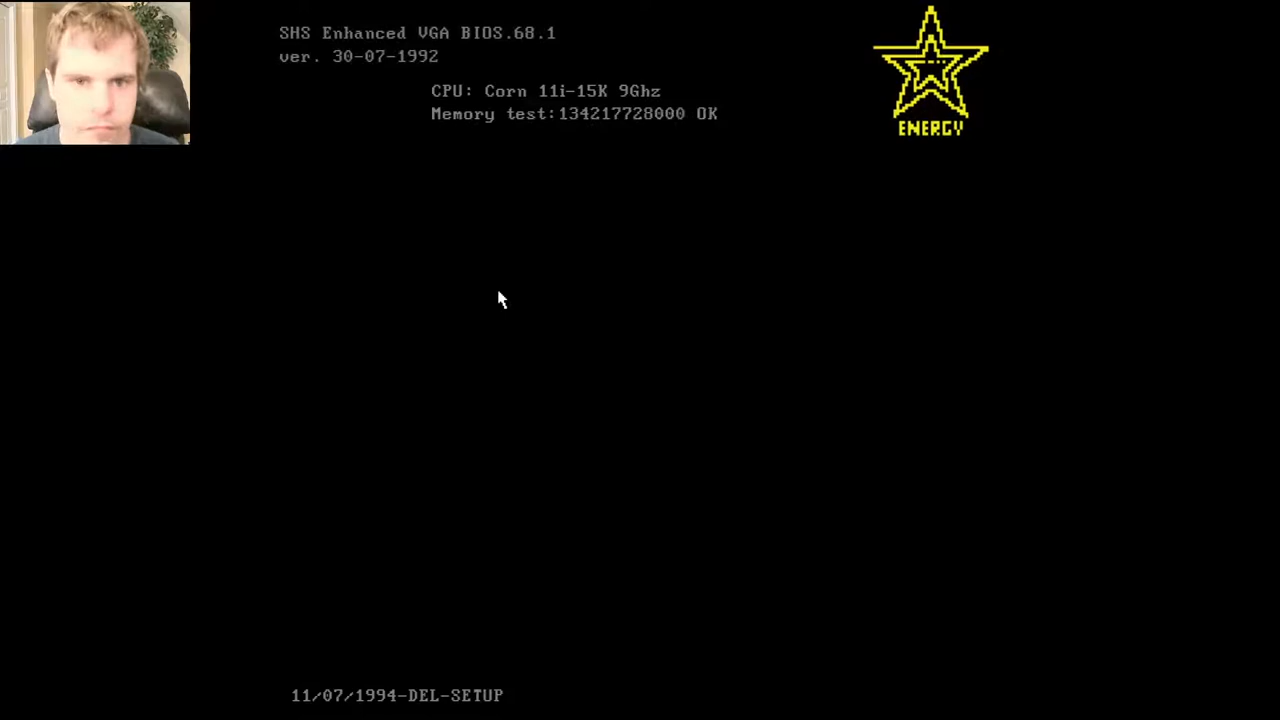 SHS Enhanced VGA BIOS.68.1
ver. 30-07-1992
CPU: Corn 11i-15K 9Ghz
Memory test:134217728000 OK
ENERGY
11/07/1994-DEL-SETUP